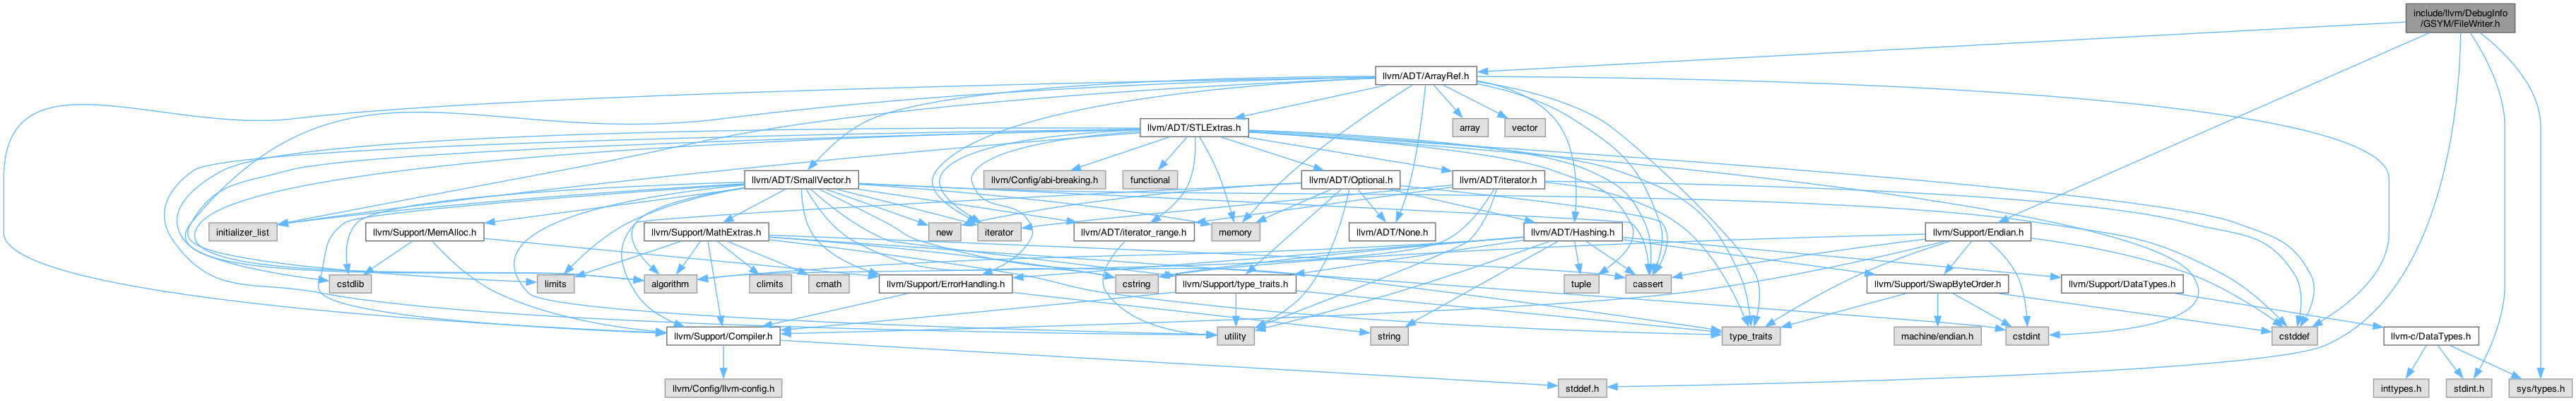 include/llvm/DebugInfo
/GSYM/FileWriter.h
llvm/ADT/ArrayRef.h
llvm/ADT/STLExtras.h
array
vector
llvm/ADT/SmallVector.h
llvm/Config/abi-breaking.h
functional
llvm/ADT/Optional.h
llvm/ADT/iterator.h
initializer_list
llvm/Support/MemAlloc.h
llvm/Support/MathExtras.h
new
iterator
llvm/ADT/iterator_range.h
memory
llvm/ADT/None.h
llvm/ADT/Hashing.h
llvm/Support/Endian.h
cstdlib
limits
algorithm
climits
cmath
llvm/Support/ErrorHandling.h
cstring
llvm/Support/type_traits.h
tuple
cassert
llvm/Support/SwapByteOrder.h
llvm/Support/DataTypes.h
llvm/Support/Compiler.h
string
utility
type_traits
machine/endian.h
cstdint
cstddef
llvm-c/DataTypes.h
llvm/Config/llvm-config.h
stddef.h
inttypes.h
stdint.h
sys/types.h